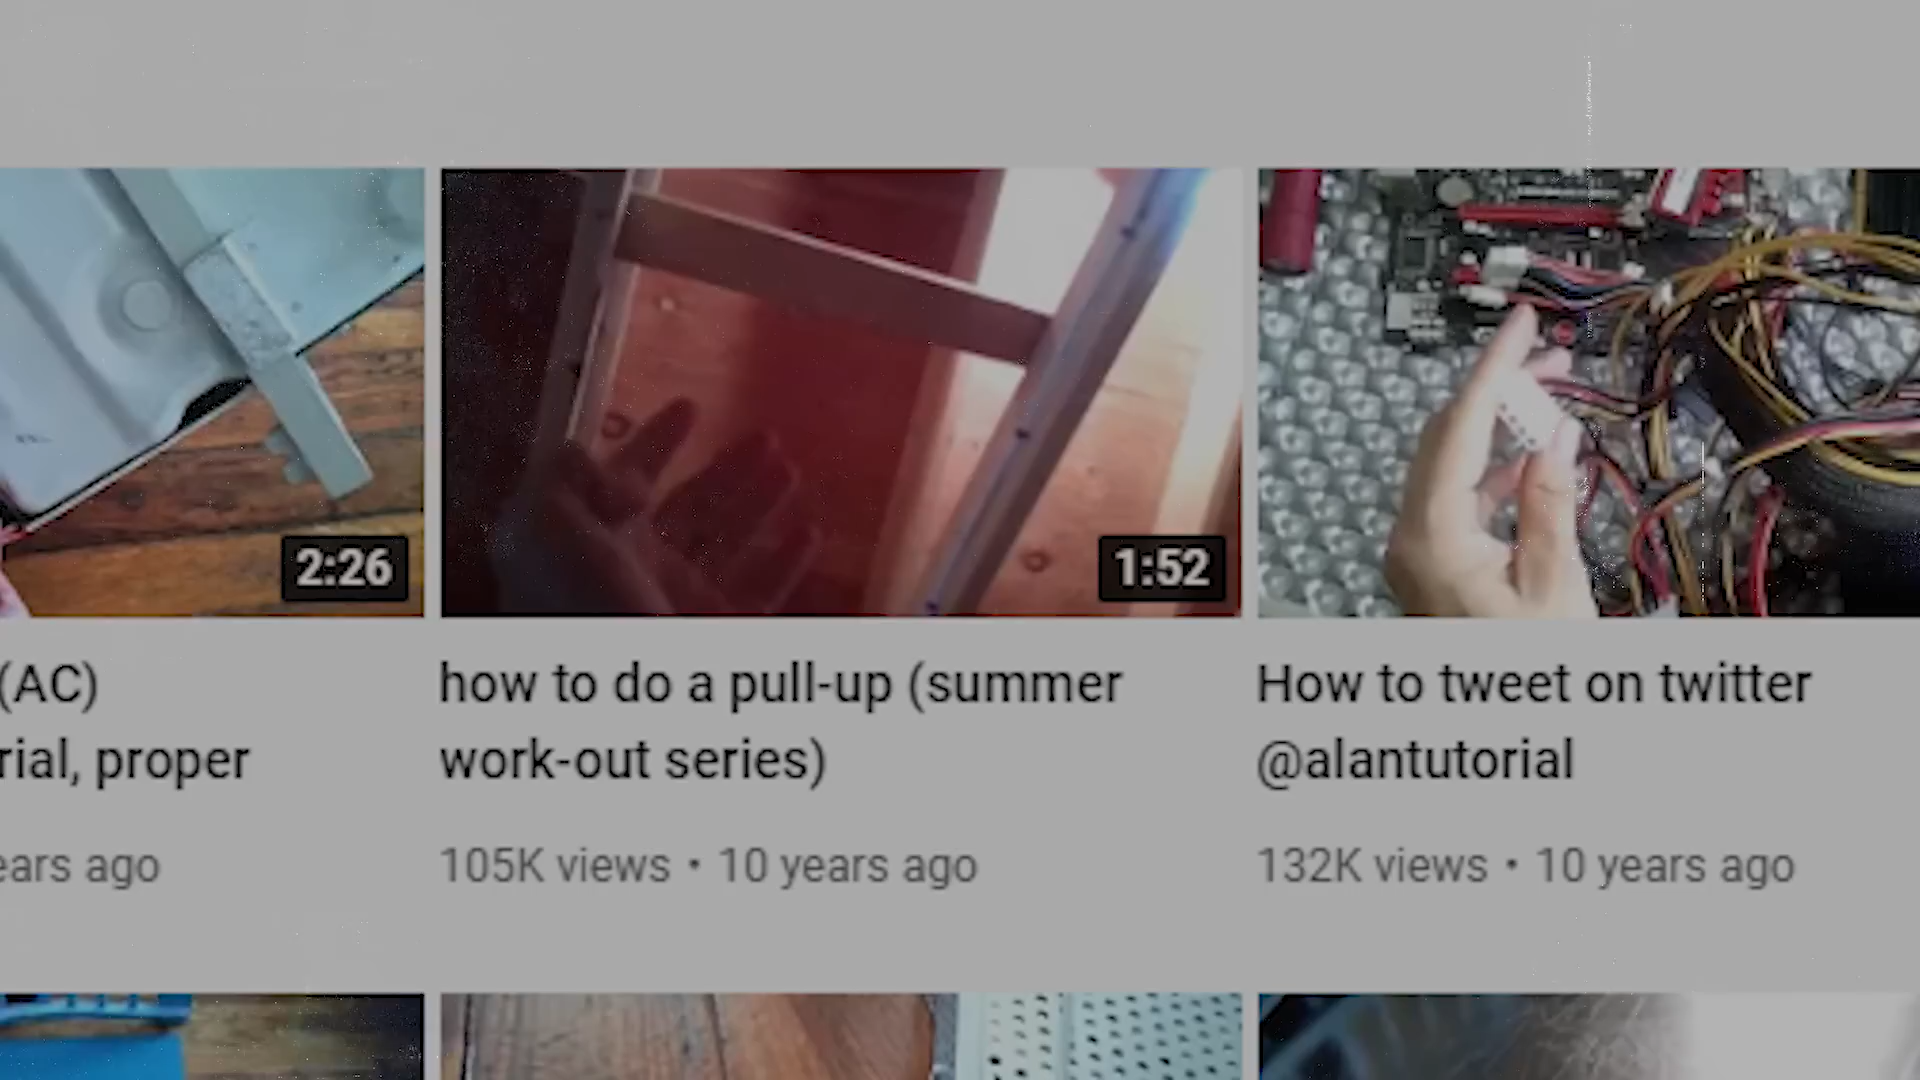 2:26
1:52
(AC)
rial, proper
ears ago
how to do a pull-up (summer
work-out series)
105K views • 10 years ago
How to tweet on twitter
@alantutorial
132K views • 10 years ago